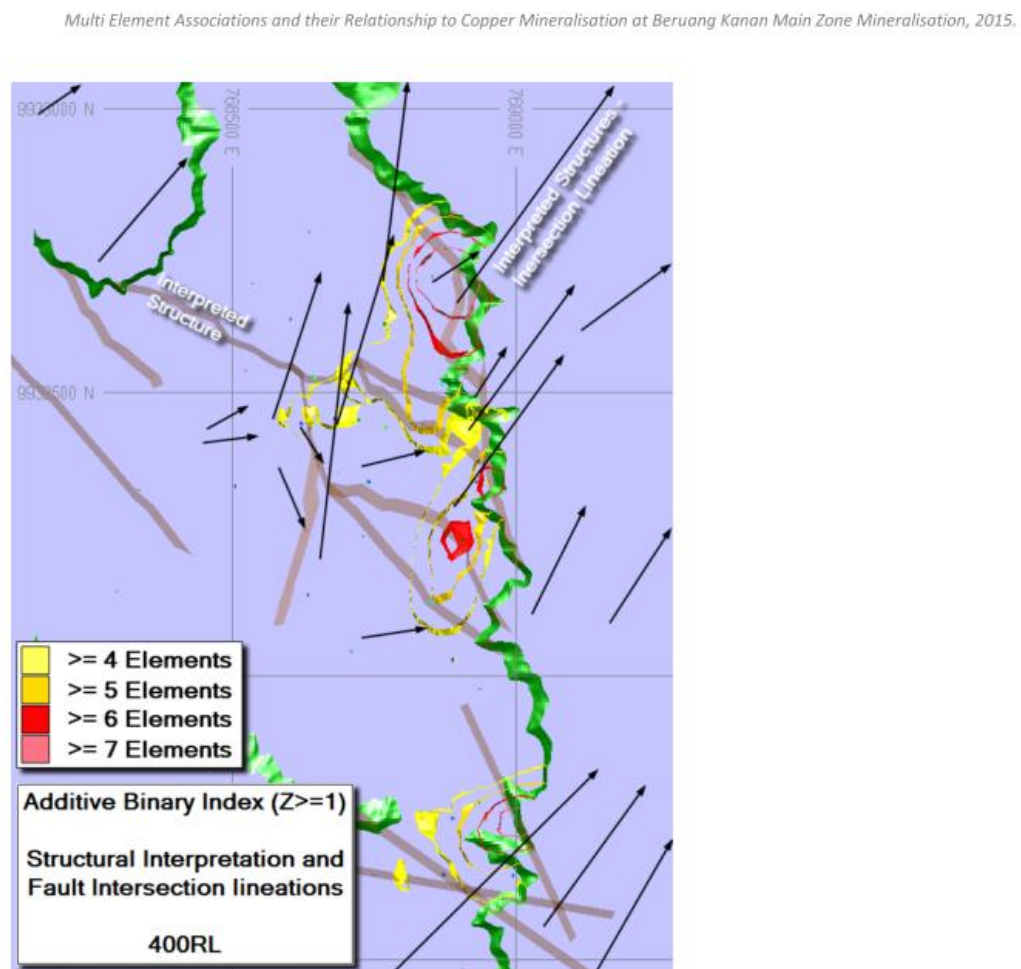 Multi Element Associations and their Relationship to Copper Mineralisation at Beruang Kanan Main Zone Mineralisation, 2015.
N
768500 E
E
Interpreted Structures -
Inersection Lineation
Interpreted
Structure
N
>= 4 Elements
>= 5 Elements
>= 6 Elements
>= 7 Elements
Additive Binary Index (Z>=1)
Structural Interpretation and
Fault Intersection lineations
400RL